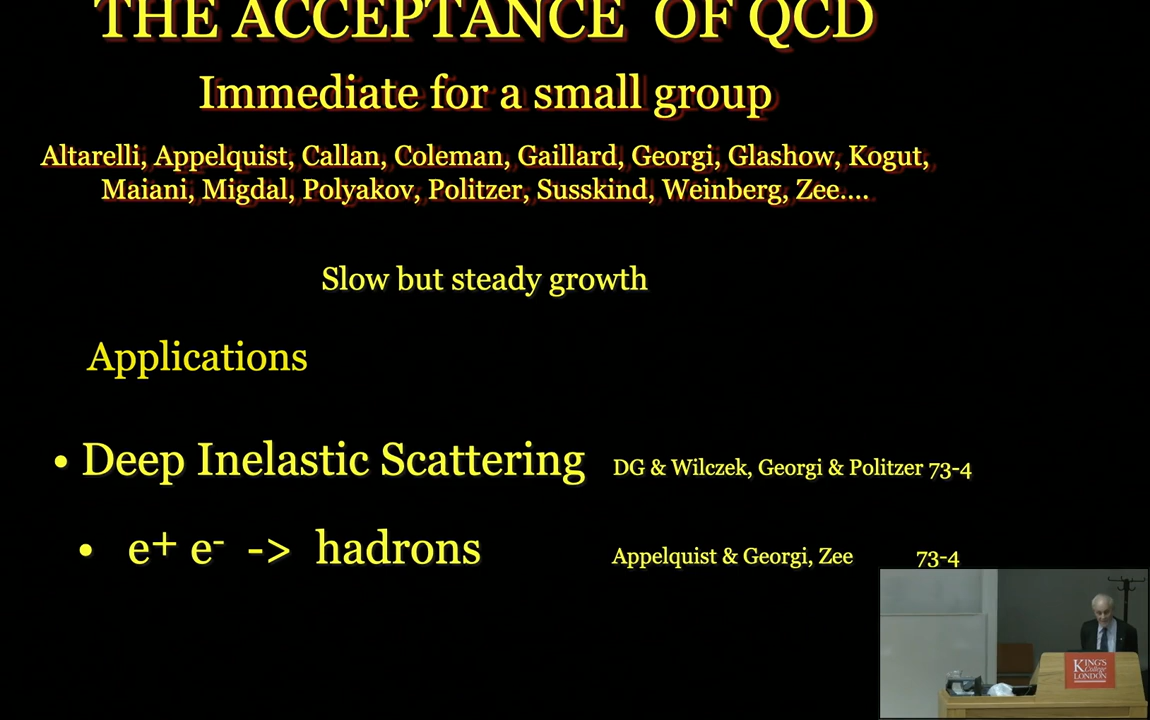 THE ACCEPTANCE OF QCD
Immediate for a small group
Altarelli, Appelquist, Callan, Coleman, Gaillard, Georgi, Glashow, Kogut,
Maiani, Migdal, Polyakov, Politzer, Susskind, Weinberg, Zee....
Slow but steady growth
Applications
• Deep Inelastic Scattering DG & Wilczek, Georgi & Politzer 73-4
• e+ e- -> hadrons Appelquist & Georgi, Zee 73-4
KING'S
College
LONDON